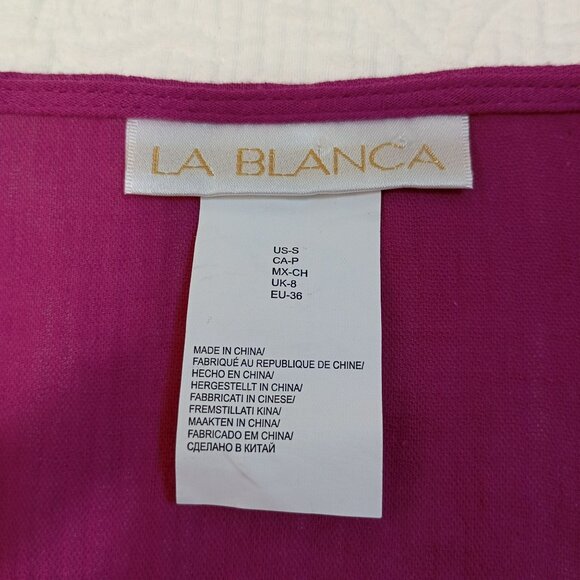 LA BLANCA
US-S
CA-P
MX-CH
UK-8
EU-36
MADE IN CHINA/
FABRIQUÉ AU REPUBLIQUE DE CHINE/
HECHO EN CHINA/
HERGESTELLT IN CHINA/
FABBRICATI IN CINESE/
FREMSTILLATI KINA/
MAAKTEN IN CHINA/
FABRICADO EM CHINA/
СДЕЛАНО В КИТАЙ